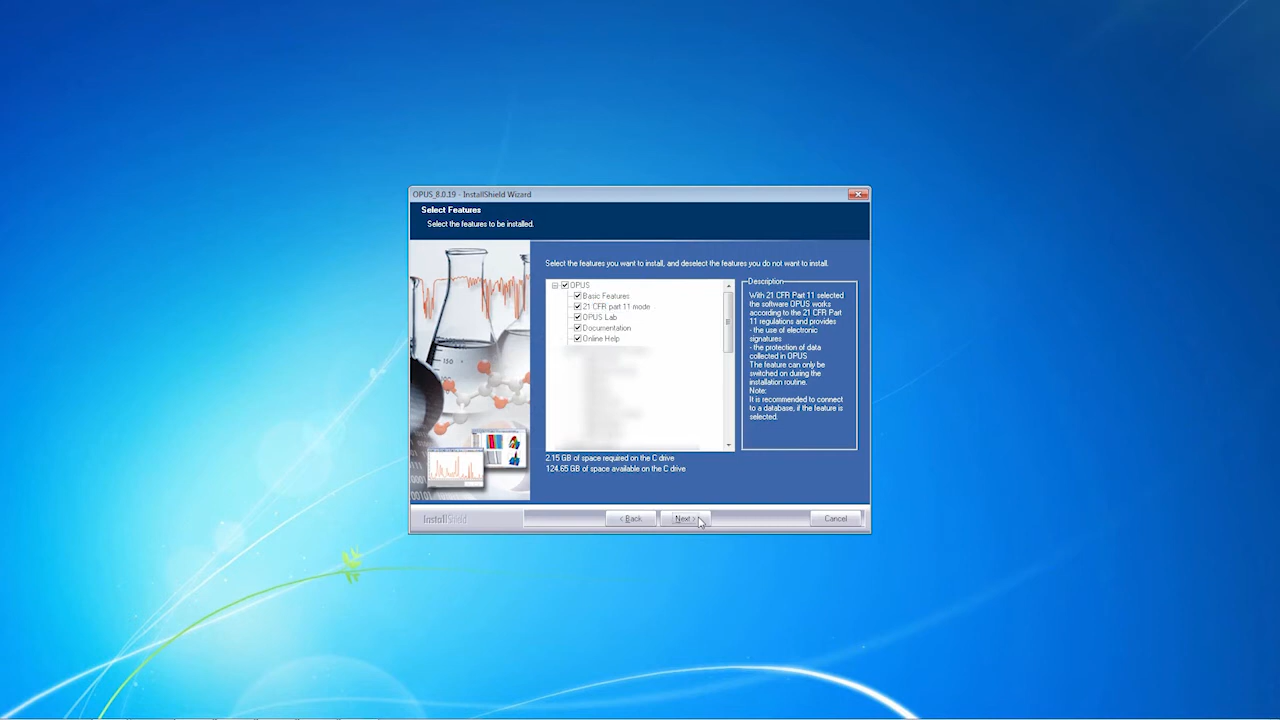 OPUS_8.0.19 - InstallShield Wizard
Select Features
Select the features to be installed.
Select the features you want to install, and deselect the features you do not want to install.
OPUS
Basic Features
21 CFR part 11 mode
OPUS Lab
Documentation
Online Help
Description
With 21 CFR Part 11 selected
the software OPUS works
according to the 21 CFR Part
11 regulations and provides
- the use of electronic
signatures
- the protection of data
collected in OPUS
The feature can only be
switched on during the
installation routine.
Note:
It is recommended to connect
to a database, if the feature is
selected.
2.15 GB of space required on the C drive
124.65 GB of space available on the C drive
InstallShield
< Back
Next >
Cancel